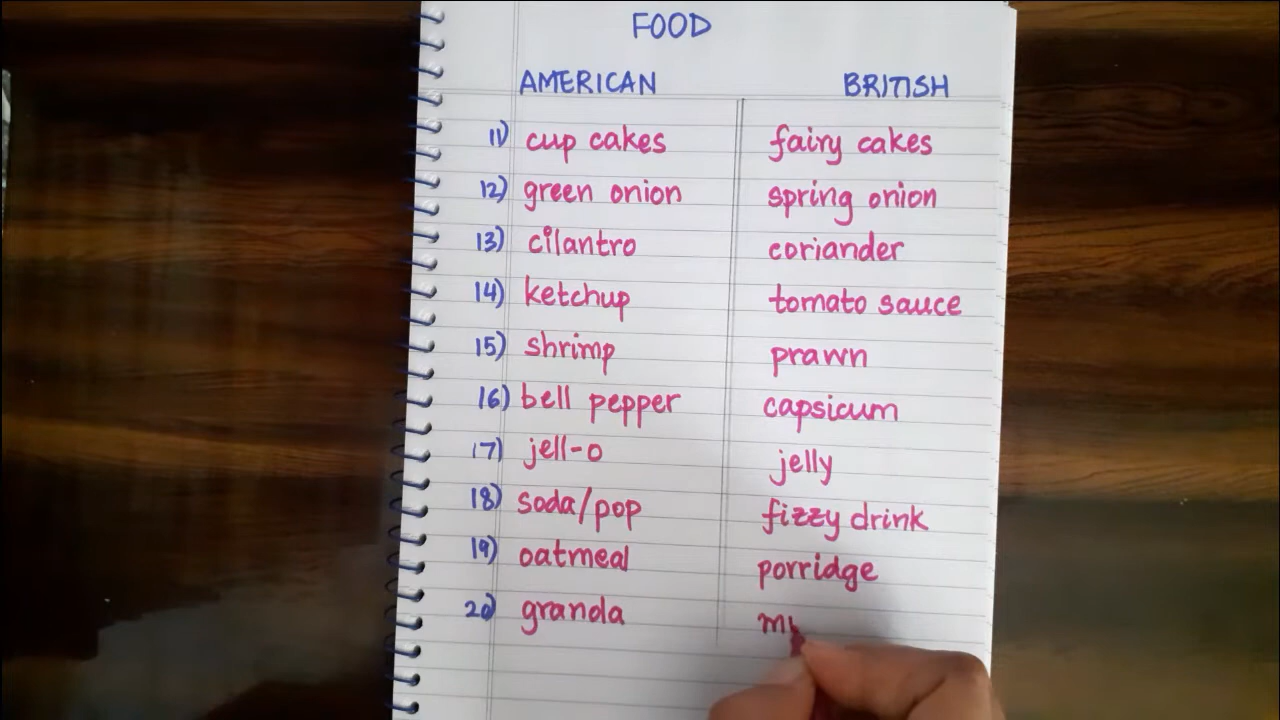 FOOD
AMERICAN BRITISH
11) cup cakes fairy cakes
12) green onion spring onion
13) cilantro coriander
14) ketchup tomato sauce
15) shrimp prawn
16) bell pepper capsicum
17) jell-o jelly
18) soda/pop fizzy drink
19) oatmeal porridge
20) granola